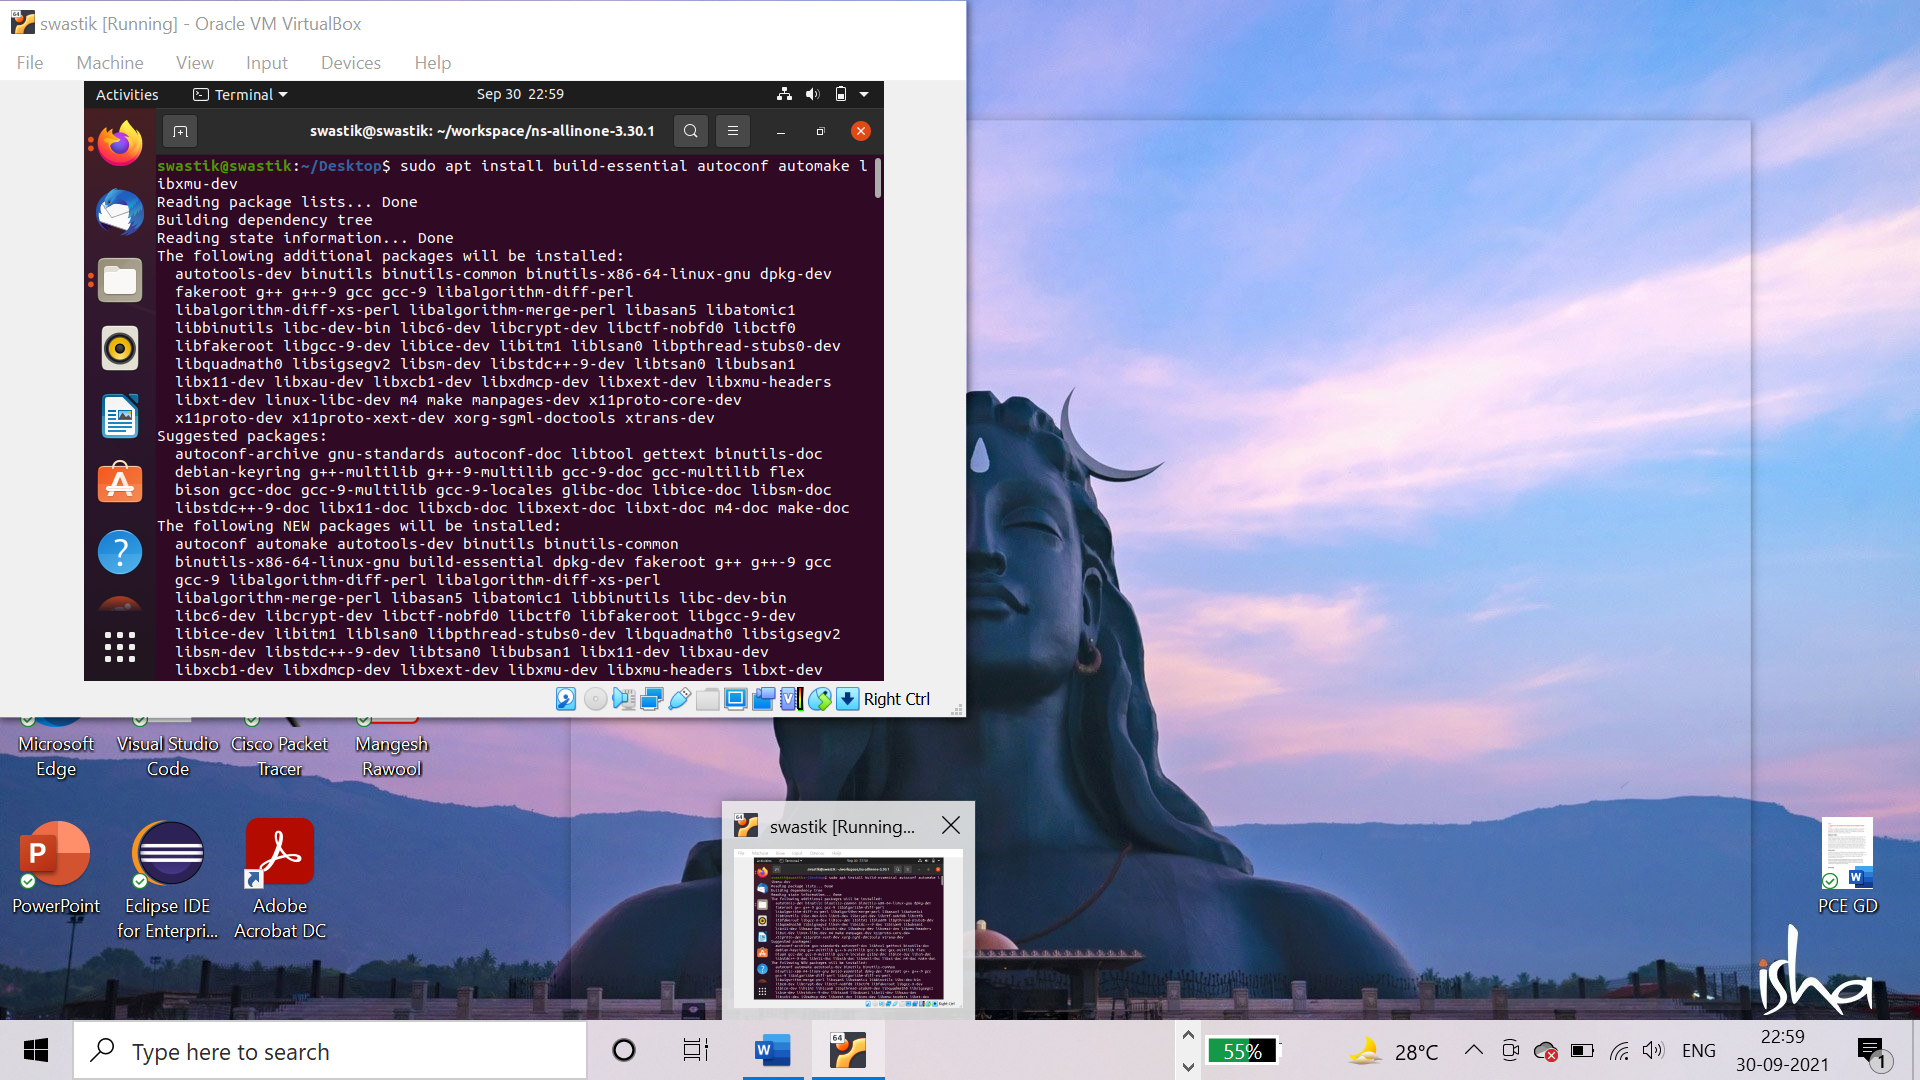 swastik [Running] - Oracle VM VirtualBox
File Machine View Input Devices Help
Activities Terminal Sep 30 22:59
swastik@swastik: ~/workspace/ns-allinone-3.30.1
swastik@swastik:~/Desktop$ sudo apt install build-essential autoconf automake l
ibxmu-dev
Reading package lists... Done
Building dependency tree
Reading state information... Done
The following additional packages will be installed:
autotools-dev binutils binutils-common binutils-x86-64-linux-gnu dpkg-dev
fakeroot g++ g++-9 gcc gcc-9 libalgorithm-diff-perl
libalgorithm-diff-xs-perl libalgorithm-merge-perl libasan5 libatomic1
libbinutils libc-dev-bin libc6-dev libcrypt-dev libctf-nobfd0 libctf0
libfakeroot libgcc-9-dev libice-dev libitm1 liblsan0 libpthread-stubs0-dev
libquadmath0 libsigsegv2 libsm-dev libstdc++-9-dev libtsan0 libubsan1
libx11-dev libxau-dev libxcb1-dev libxdmcp-dev libxext-dev libxmu-headers
libxt-dev linux-libc-dev m4 make manpages-dev x11proto-core-dev
x11proto-dev x11proto-xext-dev xorg-sgml-doctools xtrans-dev
Suggested packages:
autoconf-archive gnu-standards autoconf-doc libtool gettext binutils-doc
debian-keyring g++-multilib g++-9-multilib gcc-9-doc gcc-multilib flex
bison gcc-doc gcc-9-multilib gcc-9-locales glibc-doc libice-doc libsm-doc
libstdc++-9-doc libx11-doc libxcb-doc libxext-doc libxt-doc m4-doc make-doc
The following NEW packages will be installed:
autoconf automake autotools-dev binutils binutils-common
binutils-x86-64-linux-gnu build-essential dpkg-dev fakeroot g++ g++-9 gcc
gcc-9 libalgorithm-diff-perl libalgorithm-diff-xs-perl
libalgorithm-merge-perl libasan5 libatomic1 libbinutils libc-dev-bin
libc6-dev libcrypt-dev libctf-nobfd0 libctf0 libfakeroot libgcc-9-dev
libice-dev libitm1 liblsan0 libpthread-stubs0-dev libquadmath0 libsigsegv2
libsm-dev libstdc++-9-dev libtsan0 libubsan1 libx11-dev libxau-dev
libxcb1-dev libxdmcp-dev libxext-dev libxmu-dev libxmu-headers libxt-dev
Right Ctrl
Microsoft Edge
Visual Studio Code
Cisco Packet Tracer
Mangesh Rawool
PowerPoint
Eclipse IDE for Enterpri...
Adobe Acrobat DC
swastik [Running...
PCE GD
isha
Type here to search
55%
28°C
ENG
22:59
30-09-2021
1